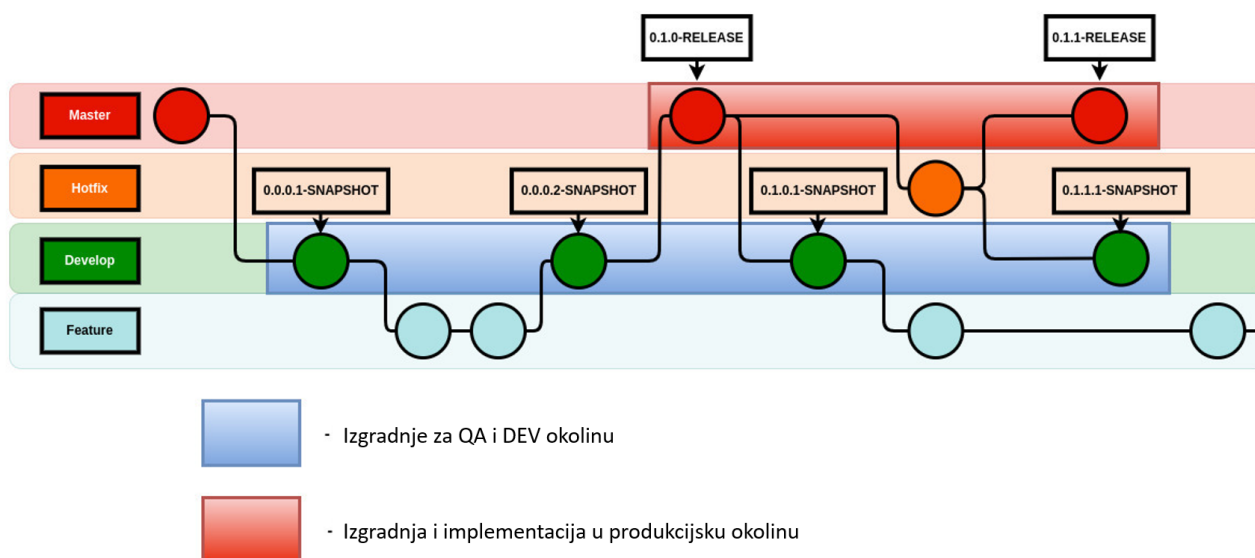 0.1.0-RELEASE
0.1.1-RELEASE
Master
Hotfix
0.0.0.1-SNAPSHOT
0.0.0.2-SNAPSHOT
0.1.0.1-SNAPSHOT
0.1.1.1-SNAPSHOT
Develop
Feature
- Izgradnje za QA i DEV okolinu
- Izgradnja i implementacija u produkcijsku okolinu